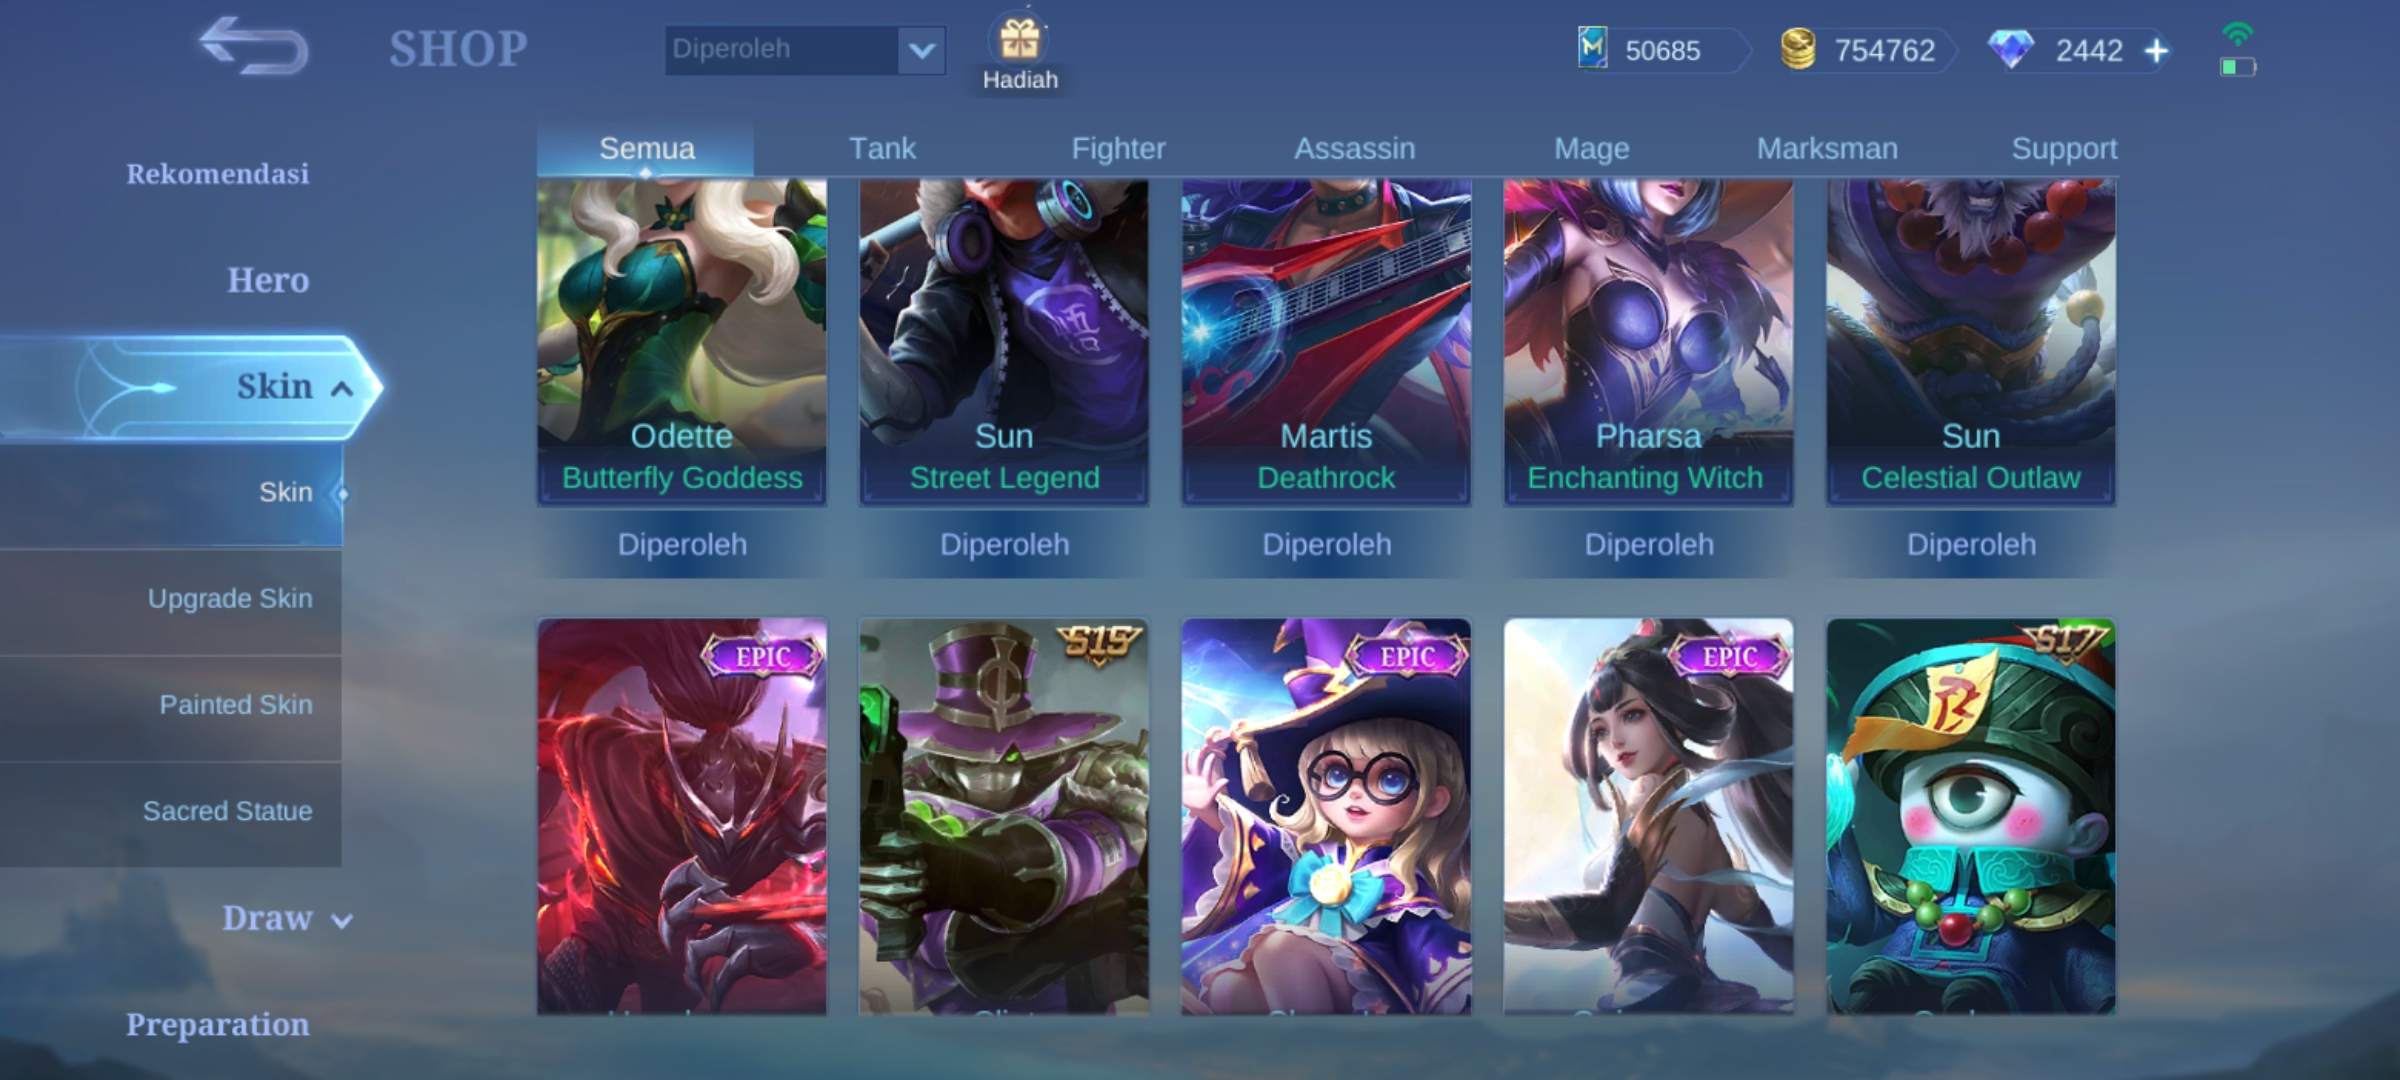 SHOP
Diperoleh
Hadiah
50685
754762
2442
Semua
Tank
Fighter
Assassin
Mage
Marksman
Support
Rekomendasi
Hero
Skin
Skin
Upgrade Skin
Painted Skin
Sacred Statue
Draw
Preparation
Odette
Butterfly Goddess
Diperoleh
Sun
Street Legend
Diperoleh
Martis
Deathrock
Diperoleh
Pharsa
Enchanting Witch
Diperoleh
Sun
Celestial Outlaw
Diperoleh
EPIC
S15
EPIC
EPIC
S17